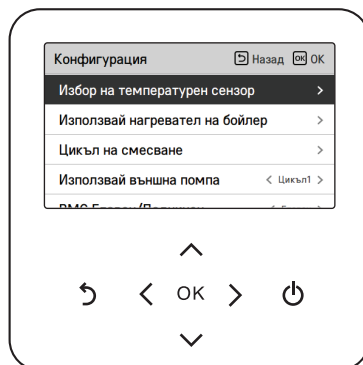 Конфигурация Назад OK OK
Избор на температурен сензор >
Използвай нагревател на бойлер >
Цикъл на смесване >
Използвай външна помпа < Цикъл1 >
OK